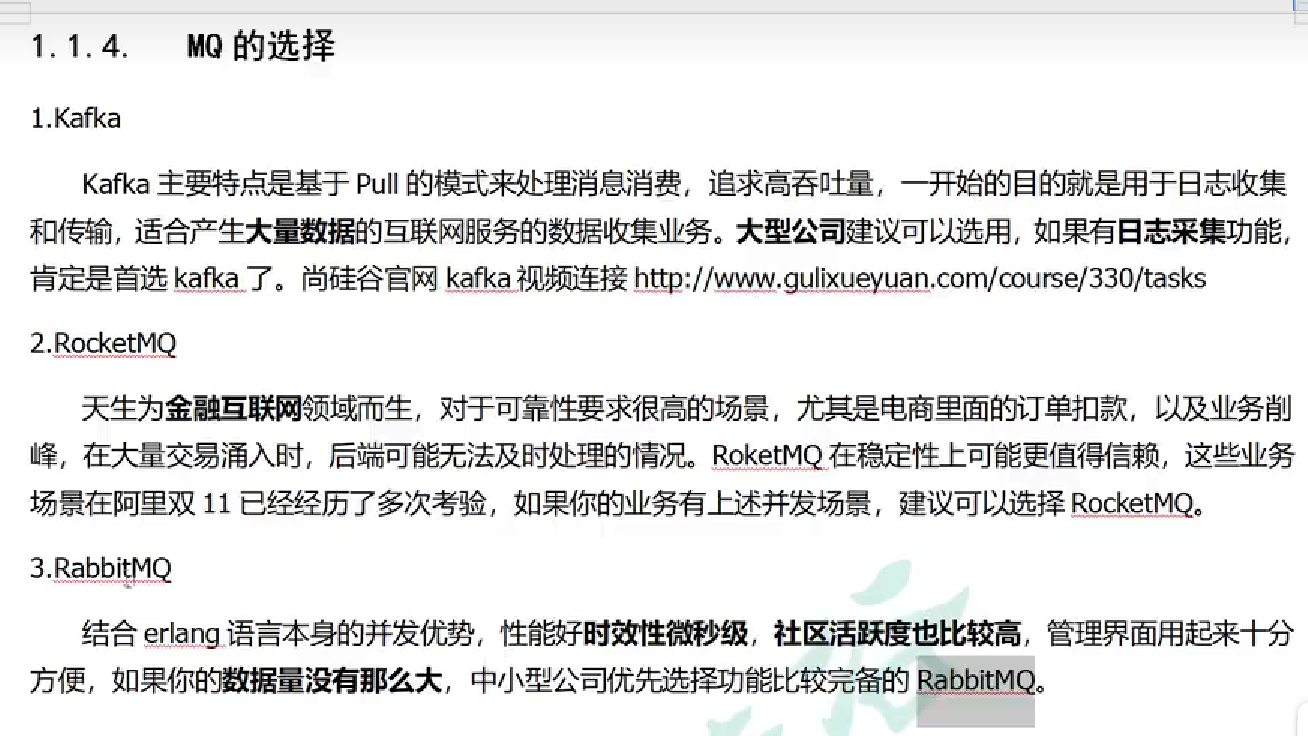 1.1.4. MQ 的选择
1.Kafka
Kafka 主要特点是基于 Pull 的模式来处理消息消费，追求高吞吐量，一开始的目的就是用于日志收集
和传输，适合产生大量数据的互联网服务的数据收集业务。大型公司建议可以选用，如果有日志采集功能，
肯定是首选 kafka 了。尚硅谷官网 kafka 视频连接 http://www.gulixueyuan.com/course/330/tasks
2.RocketMQ
天生为金融互联网领域而生，对于可靠性要求很高的场景，尤其是电商里面的订单扣款，以及业务削
峰，在大量交易涌入时，后端可能无法及时处理的情况。RoketMQ 在稳定性上可能更值得信赖，这些业务
场景在阿里双 11 已经经历了多次考验，如果你的业务有上述并发场景，建议可以选择 RocketMQ。
3.RabbitMQ
结合 erlang 语言本身的并发优势，性能好时效性微秒级，社区活跃度也比较高，管理界面用起来十分
方便，如果你的数据量没有那么大，中小型公司优先选择功能比较完备的 RabbitMQ。